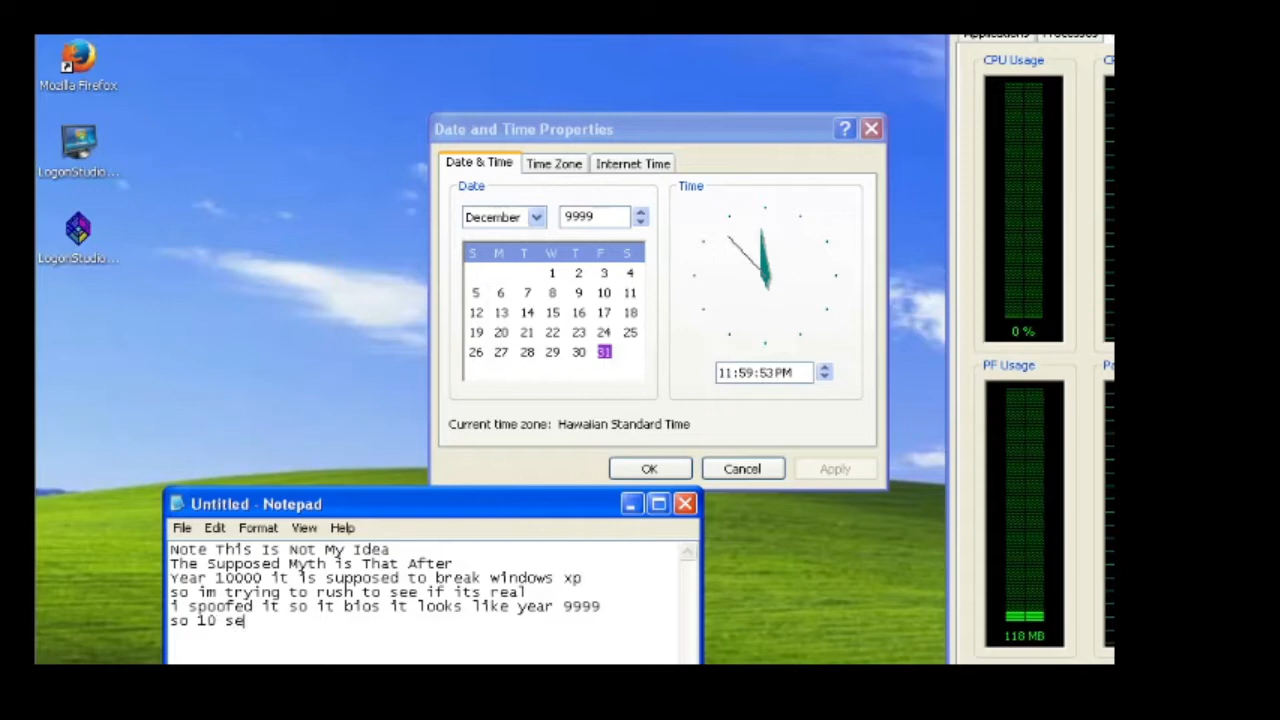 Applications Processes
Mozilla Firefox
CPU Usage
LogonStudio...
LogonStudio...
0 %
PF Usage
118 MB
Date and Time Properties
Date & Time Time Zone Internet Time
Date
Time
December 9999
S M T W T F S
1 2 3 4
5 6 7 8 9 10 11
12 13 14 15 16 17 18
19 20 21 22 23 24 25
26 27 28 29 30 31
11:59:53 PM
Current time zone: Hawaiian Standard Time
OK Cancel Apply
Untitled - Notepad
File Edit Format View Help
Note This Is Not My Idea
The Supposed Myth is That After
Year 10000 it is supposed to break windows xp
so im trying to rush to see if its real
i spoofed it so it bios it looks like year 9999
so 10 se